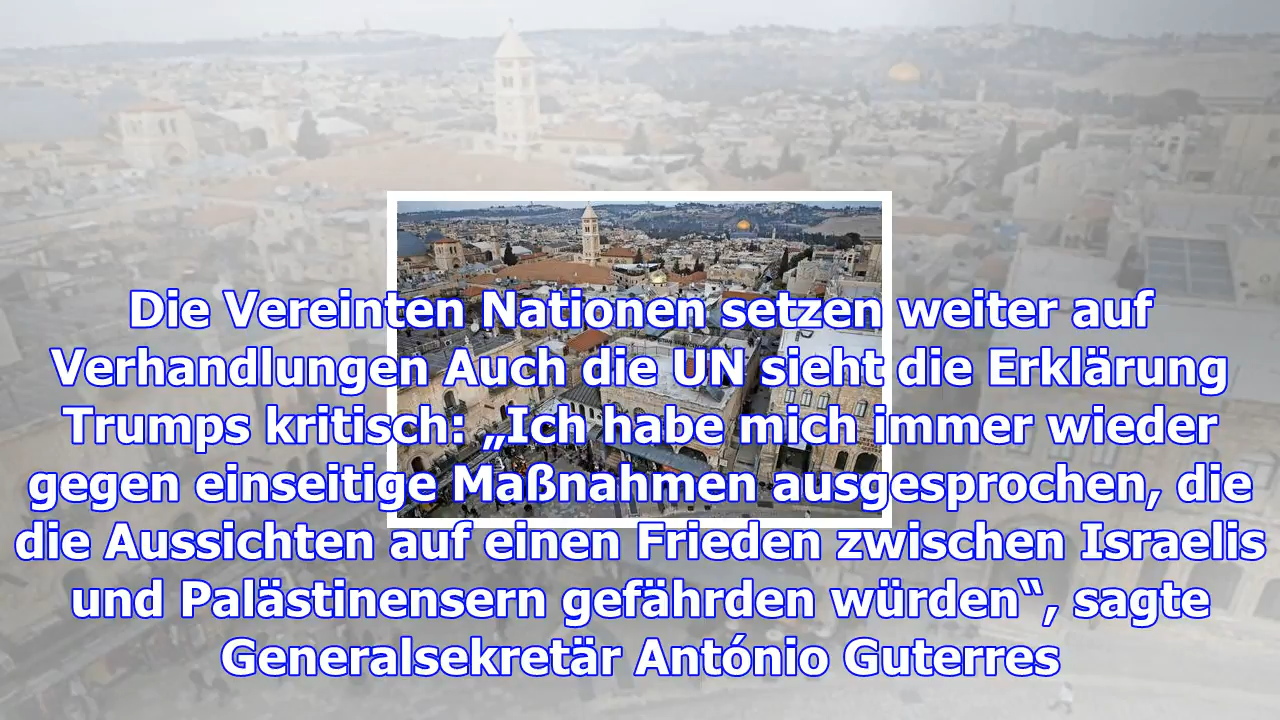 Die Vereinten Nationen setzen weiter auf
Verhandlungen Auch die UN sieht die Erklärung
Trumps kritisch: „Ich habe mich immer wieder
gegen einseitige Maßnahmen ausgesprochen, die
die Aussichten auf einen Frieden zwischen Israelis
und Palästinensern gefährden würden“, sagte
Generalsekretär António Guterres